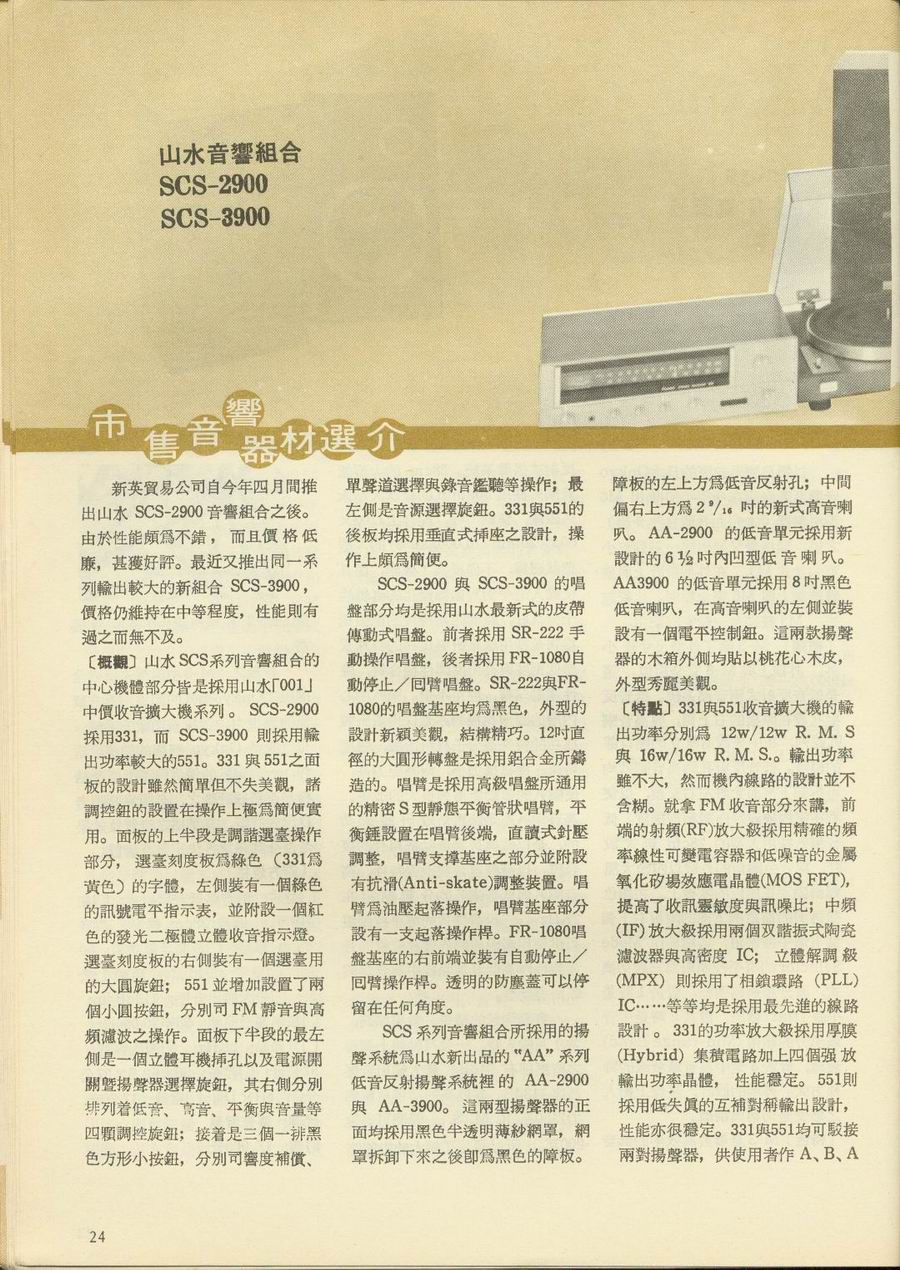 山水音響組合
SCS-2900
SCS-3900
市售音響器材選介
新英貿易公司自今年四月間推
出山水 SCS-2900 音響組合之後。
由於性能頗爲不錯，而且價格低
廉，甚獲好評。最近又推出同一系
列輸出較大的新組合 SCS-3900，
價格仍維持在中等程度，性能則有
過之而無不及。
〔概觀〕山水 SCS系列音響組合的
中心機體部分皆是採用山水「001」
中價收音擴大機系列。 SCS-2900
採用331，而 SCS-3900 則採用輸
出功率較大的551。331 與 551之面
板的設計雖然簡單但不失美觀，諸
調控鈕的設置在操作上極爲簡便實
用。面板的上半段是調諧選臺操作
部分，選臺刻度板爲綠色（331爲
黃色）的字體，左側裝有一個綠色
的訊號電平指示表，並附設一個紅
色的發光二極體立體收音指示燈。
選臺刻度板的右側裝有一個選臺用
的大圓旋鈕； 551 並增加設置了兩
個小圓按鈕，分別司 FM 靜音與高
頻濾波之操作。面板下半段的最左
側是一個立體耳機揷孔以及電源開
關暨揚聲器選擇旋鈕，其右側分別
排列着低音、高音、平衡與音量等
四顆調控旋鈕；接着是三個一排黑
色方形小按鈕，分別司響度補償、
單聲道選擇與錄音鑑聽等操作；最
左側是音源選擇旋鈕。331與551的
後板均採用垂直式揷座之設計，操
作上頗爲簡便。
SCS-2900 與 SCS-3900 的唱
盤部分均是採用山水最新式的皮帶
傳動式唱盤。前者採用 SR-222 手
動操作唱盤，後者採用 FR-1080自
動停止／囘臂唱盤。SR-222與FR-
1080的唱盤基座均爲黑色，外型的
設計新穎美觀，結構精巧。12吋直
徑的大圓形轉盤是採用鋁合金所鑄
造的。唱臂是採用高級唱盤所通用
的精密 S 型靜態平衡管狀唱臂，平
衡錘設置在唱臂後端，直讀式針壓
調整，唱臂支撑基座之部分並附設
有抗滑(Anti-skate)調整裝置。唱
臂爲油壓起落操作，唱臂基座部分
設有一支起落操作桿。FR-1080唱
盤基座的右前端並裝有自動停止／
囘臂操作桿。透明的防塵蓋可以停
留在任何角度。
SCS 系列音響組合所採用的揚
聲系統爲山水新出品的“AA”系列
低音反射揚聲系統裡的 AA-2900
與 AA-3900。這兩型揚聲器的正
面均採用黑色半透明薄紗網罩，網
罩拆卸下來之後卽爲黑色的障板。
障板的左上方爲低音反射孔；中間
偏右上方爲 2 9/16 吋的新式高音喇
叭。 AA-2900 的低音單元採用新
設計的 6 ½ 吋內凹型低音喇叭。
AA3900 的低音單元採用 8 吋黑色
低音喇叭，在高音喇叭的左側並裝
設有一個電平控制鈕。這兩款揚聲
器的木箱外側均貼以桃花心木皮，
外型秀麗美觀。
〔特點〕331與551收音擴大機的輸
出功率分別爲 12w/12w R. M. S
與 16w/16w R. M. S.。輸出功率
雖不大，然而機內線路的設計並不
含糊。就拿 FM 收音部分來講，前
端的射頻(RF)放大級採用精確的頻
率線性可變電容器和低噪音的金屬
氧化矽場效應電晶體(MOS FET)，
提高了收訊靈敏度與訊噪比；中頻
(IF) 放大級採用兩個双諧振式陶瓷
濾波器與高密度 IC； 立體解調級
(MPX) 則採用了相鎖環路 (PLL)
IC……等等均是採用最先進的線路
設計。 331的功率放大級採用厚膜
(Hybrid) 集積電路加上四個强放
輸出功率晶體，性能穩定。551則
採用低失眞的互補對稱輸出設計，
性能亦很穩定。331與551均可駁接
兩對揚聲器，供使用者作 A、B、A
24